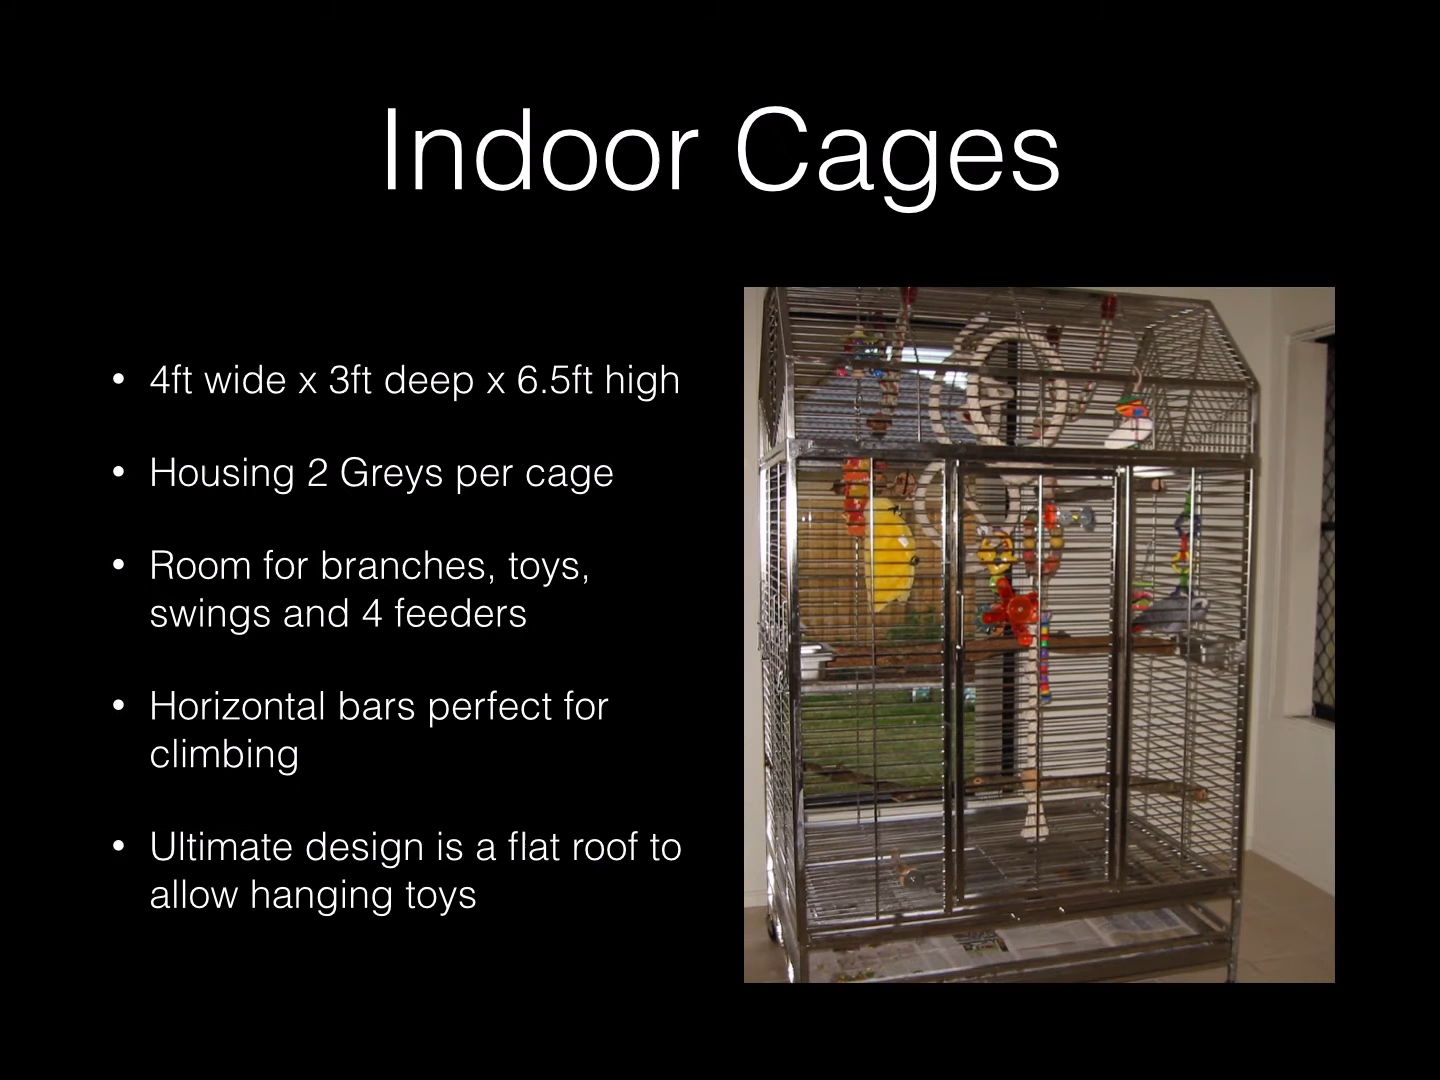 Indoor Cages
• 4ft wide x 3ft deep x 6.5ft high
• Housing 2 Greys per cage
• Room for branches, toys,
swings and 4 feeders
• Horizontal bars perfect for
climbing
• Ultimate design is a flat roof to
allow hanging toys